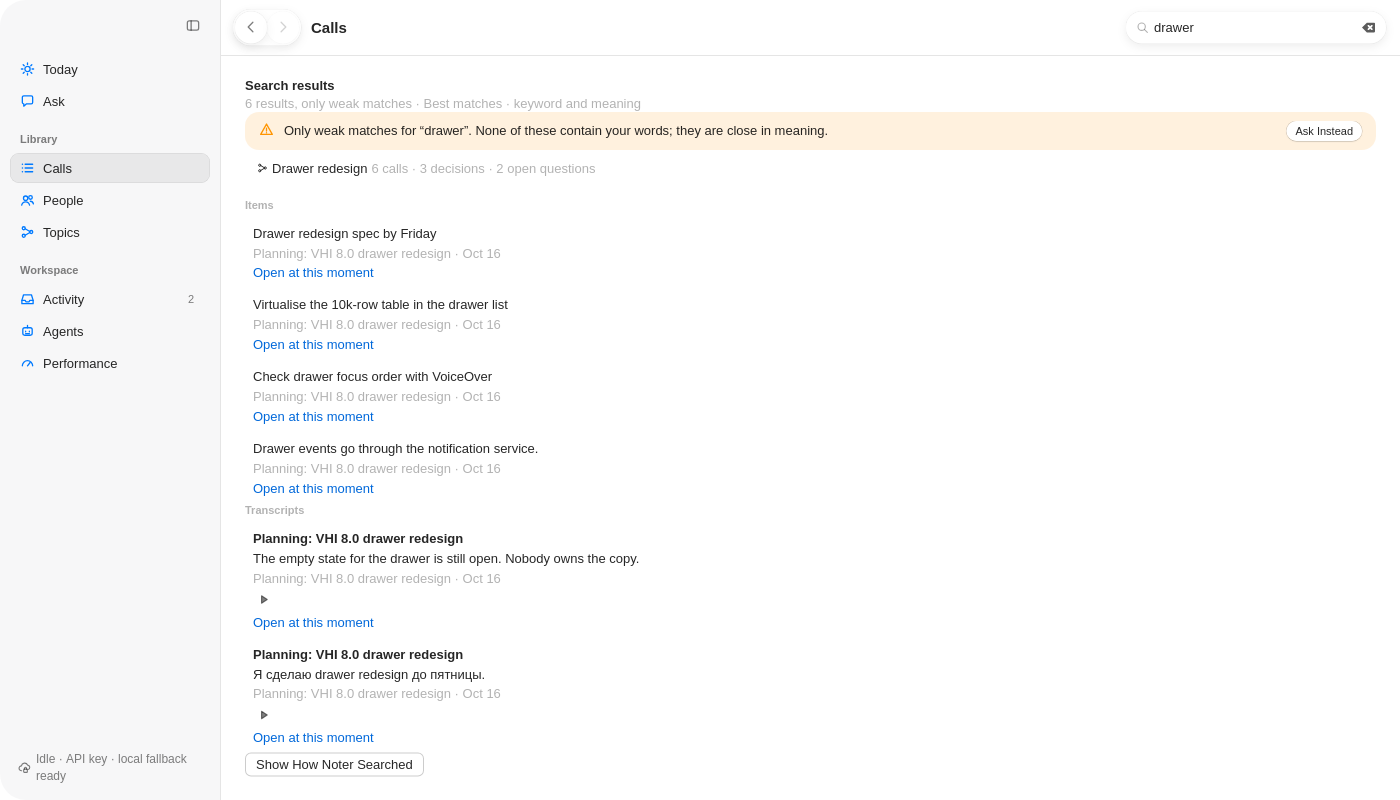 Calls
drawer
Today
Ask
Library
Calls
People
Topics
Workspace
Activity 2
Agents
Performance
Idle · API key · local fallback
ready
Search results
6 results, only weak matches · Best matches · keyword and meaning
Only weak matches for “drawer”. None of these contain your words; they are close in meaning.
Ask Instead
Drawer redesign 6 calls · 3 decisions · 2 open questions
Items
Drawer redesign spec by Friday
Planning: VHI 8.0 drawer redesign · Oct 16
Open at this moment
Virtualise the 10k-row table in the drawer list
Planning: VHI 8.0 drawer redesign · Oct 16
Open at this moment
Check drawer focus order with VoiceOver
Planning: VHI 8.0 drawer redesign · Oct 16
Open at this moment
Drawer events go through the notification service.
Planning: VHI 8.0 drawer redesign · Oct 16
Open at this moment
Transcripts
Planning: VHI 8.0 drawer redesign
The empty state for the drawer is still open. Nobody owns the copy.
Planning: VHI 8.0 drawer redesign · Oct 16
Open at this moment
Planning: VHI 8.0 drawer redesign
Я сделаю drawer redesign до пятницы.
Planning: VHI 8.0 drawer redesign · Oct 16
Open at this moment
Show How Noter Searched